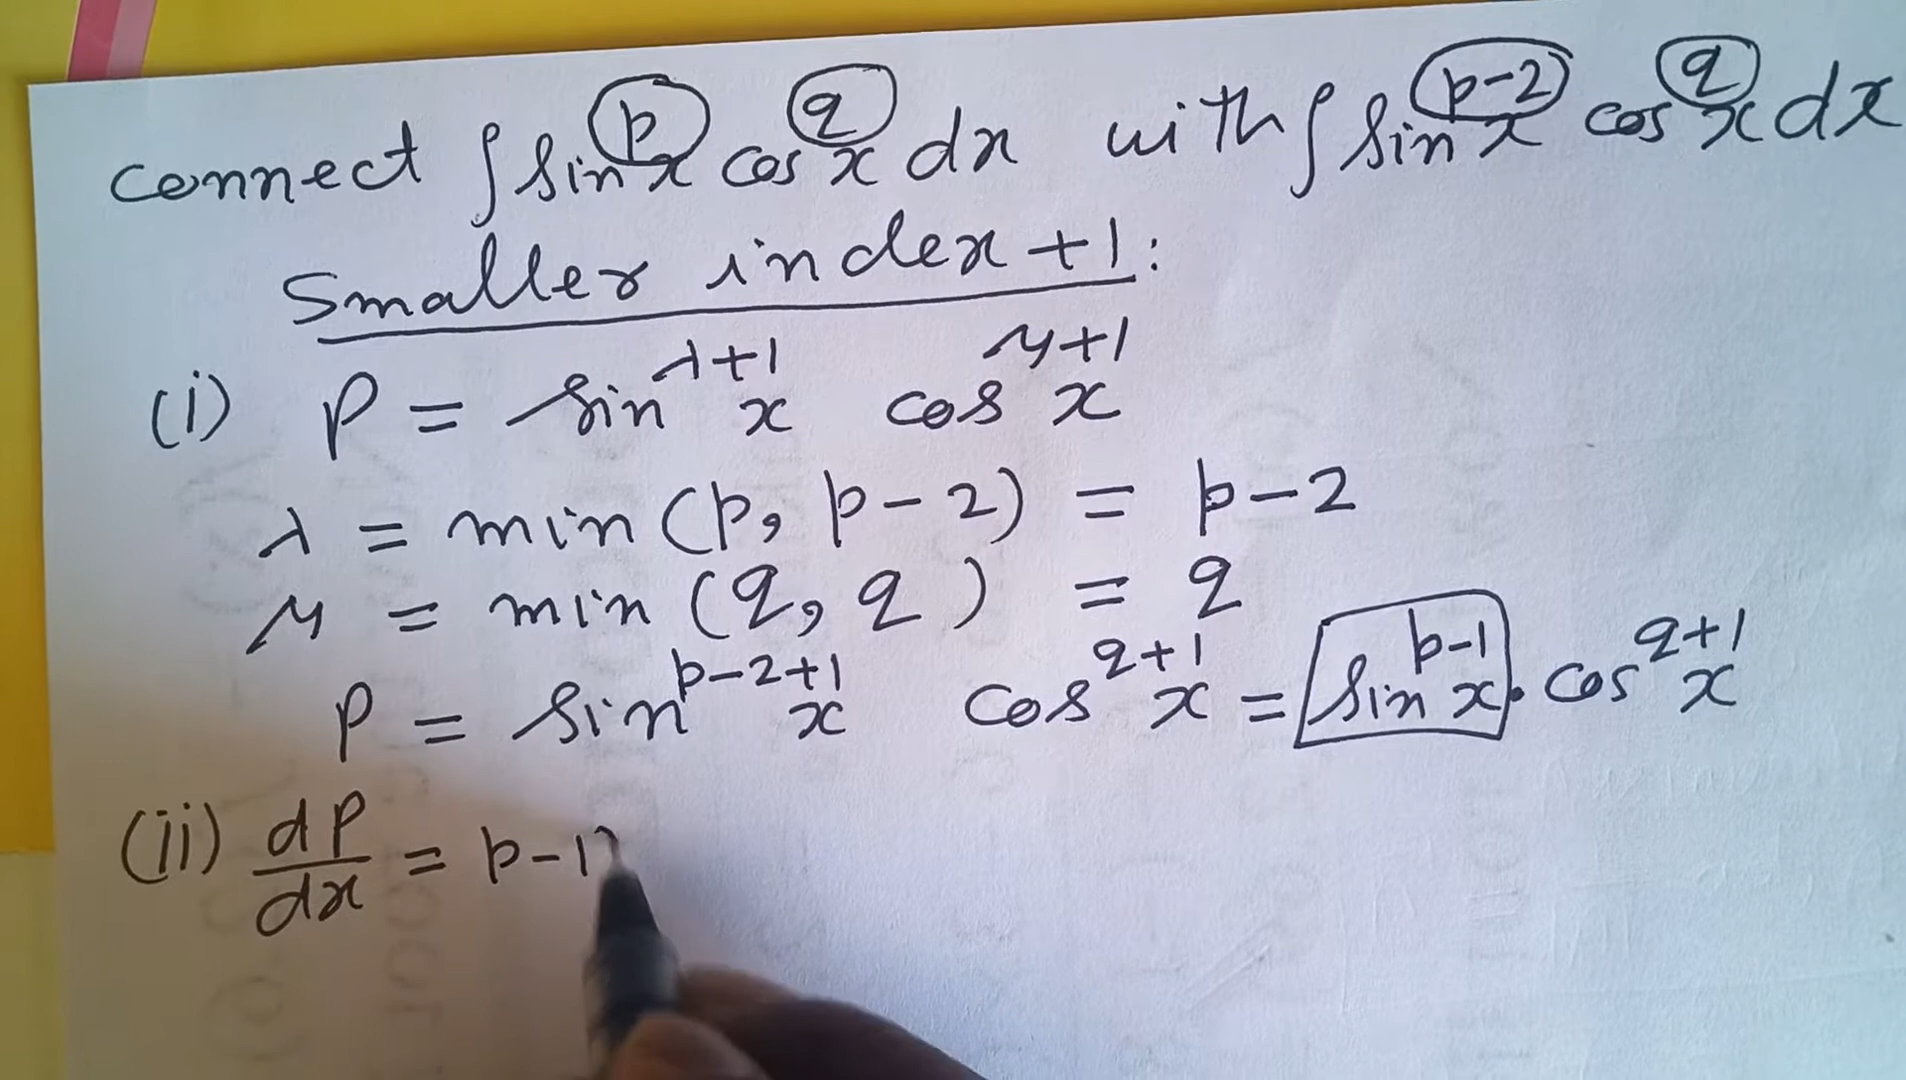 connect ∫ sin^p x cos^q x dx with ∫ sin^{p-2} x cos^q x dx
Smaller index + 1 :
(i) P = sin^{λ+1} x cos^{μ+1} x
λ = min (p, p-2) = p-2
μ = min (q, q) = q
P = sin^{p-2+1} x cos^{q+1} x = sin^{p-1} x . cos^{q+1} x
(ii) dP/dx = p-1